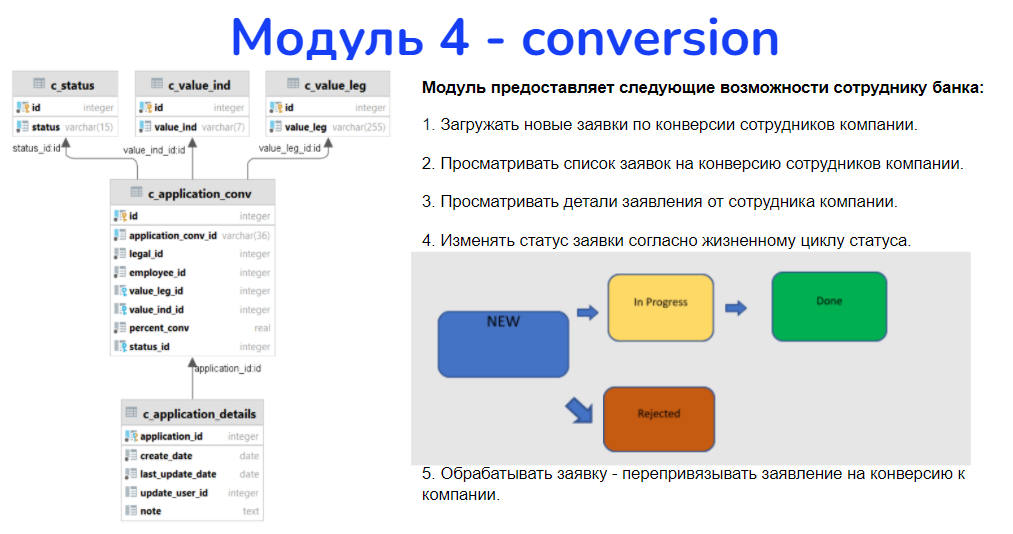 Модуль 4 - conversion
c_status
id integer
status varchar(15)
c_value_ind
id integer
value_ind varchar(7)
c_value_leg
id integer
value_leg varchar(255)
status_id:id
value_ind_id:id
value_leg_id:id
c_application_conv
id integer
application_conv_id varchar(36)
legal_id integer
employee_id integer
value_leg_id integer
value_ind_id integer
percent_conv real
status_id integer
application_id:id
c_application_details
application_id integer
create_date date
last_update_date date
update_user_id integer
note text
Модуль предоставляет следующие возможности сотруднику банка:
1. Загружать новые заявки по конверсии сотрудников компании.
2. Просматривать список заявок на конверсию сотрудников компании.
3. Просматривать детали заявления от сотрудника компании.
4. Изменять статус заявки согласно жизненному циклу статуса.
NEW
In Progress
Done
Rejected
5. Обрабатывать заявку - перепривязывать заявление на конверсию к
компании.